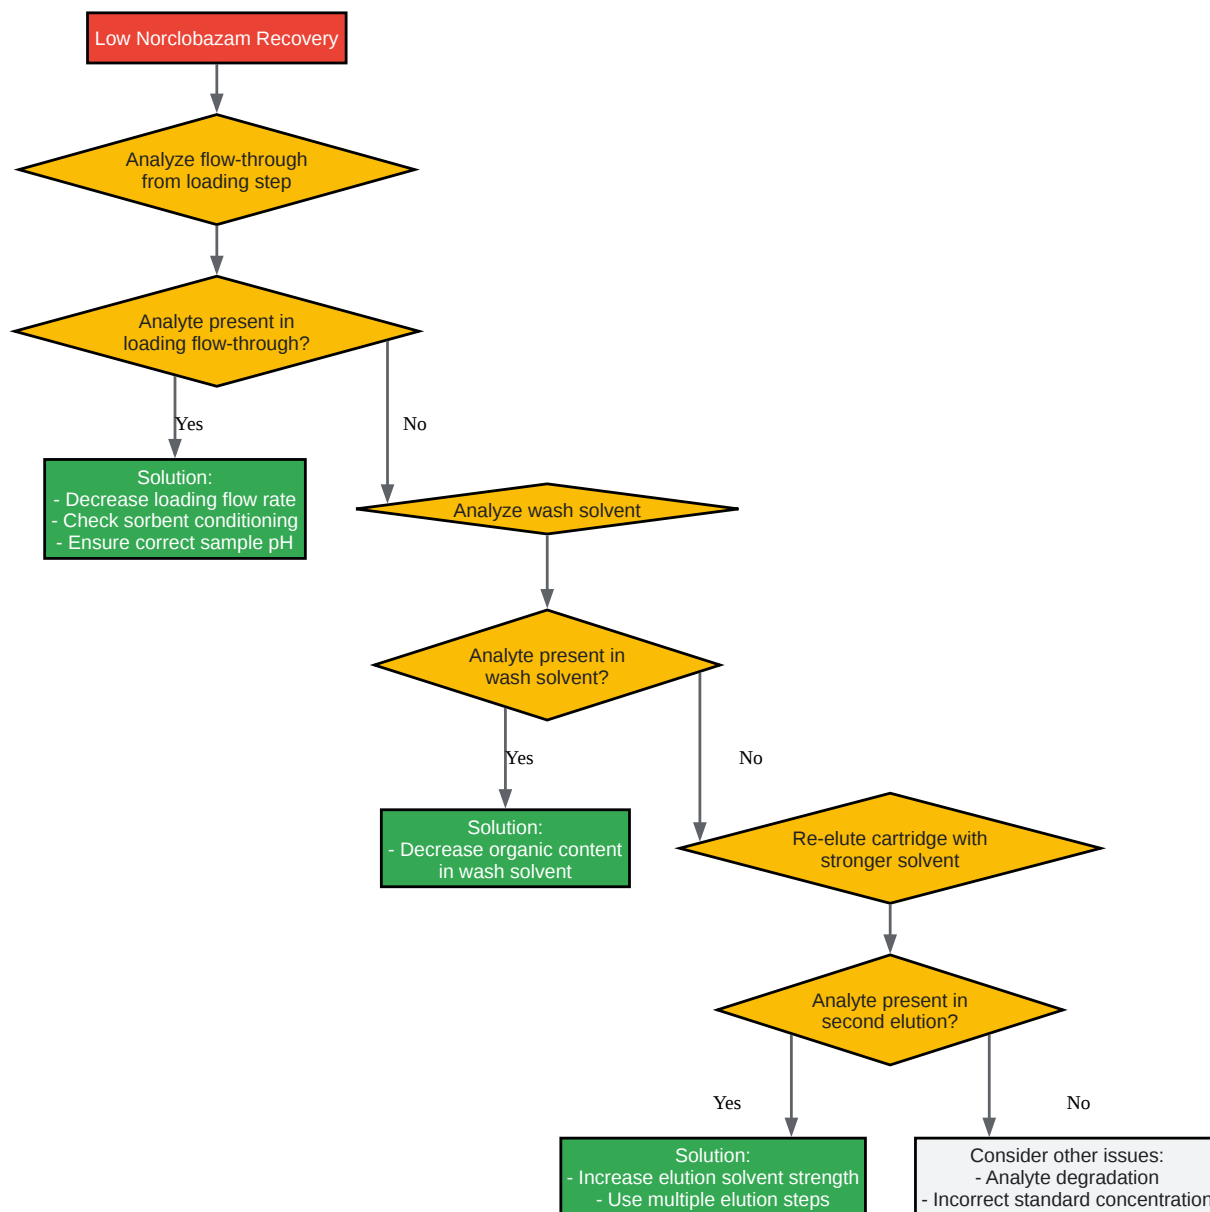 Low Norclobazam Recovery
Analyze flow-through
from loading step
Analyte present in
loading flow-through?
Yes
No
Solution:
- Decrease loading flow rate
- Check sorbent conditioning
- Ensure correct sample pH
Analyze wash solvent
Analyte present in
wash solvent?
Yes
No
Solution:
- Decrease organic content
in wash solvent
Re-elute cartridge with
stronger solvent
Analyte present in
second elution?
Yes
No
Solution:
- Increase elution solvent strength
- Use multiple elution steps
Consider other issues:
- Analyte degradation
- Incorrect standard concentration